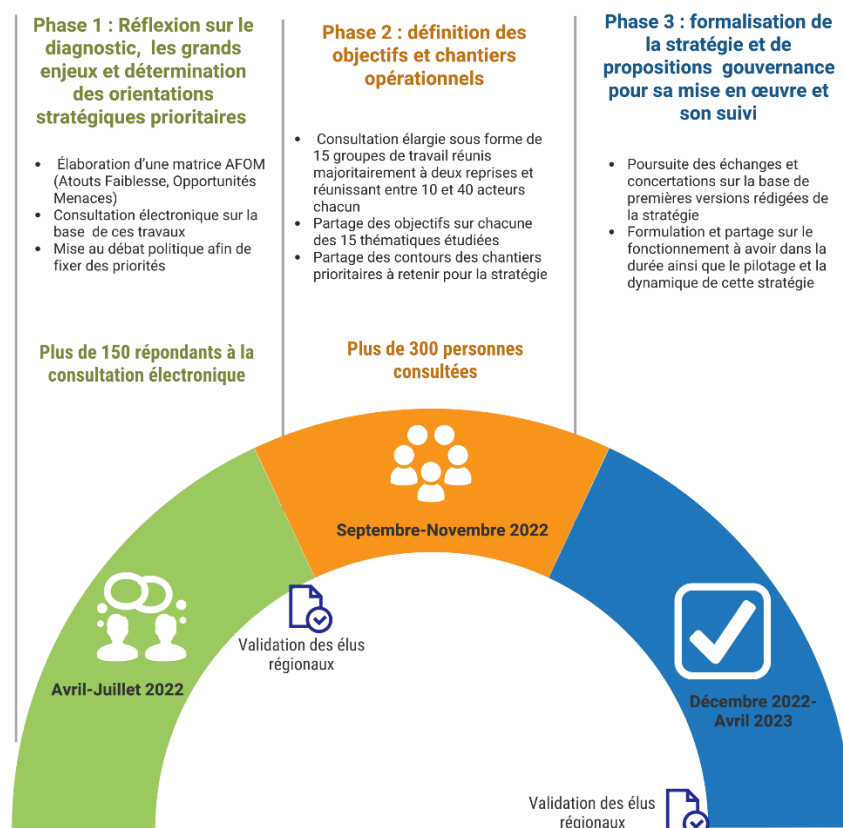 Phase 1 : Réflexion sur le
diagnostic, les grands
enjeux et détermination
des orientations
stratégiques prioritaires
• Élaboration d'une matrice AFOM
(Atouts Faiblesse, Opportunités
Menaces)
• Consultation électronique sur la
base de ces travaux
• Mise au débat politique afin de
fixer des priorités
Plus de 150 répondants à la
consultation électronique
Phase 2 : définition des
objectifs et chantiers
opérationnels
• Consultation élargie sous forme de
15 groupes de travail réunis
majoritairement à deux reprises et
réunissant entre 10 et 40 acteurs
chacun
• Partage des objectifs sur chacune
des 15 thématiques étudiées
• Partage des contours des chantiers
prioritaires à retenir pour la stratégie
Plus de 300 personnes
consultées
Phase 3 : formalisation de
la stratégie et de
propositions gouvernance
pour sa mise en œuvre et
son suivi
• Poursuite des échanges et
concertations sur la base de
premières versions rédigées de
la stratégie
• Formulation et partage sur le
fonctionnement à avoir dans la
durée ainsi que le pilotage et la
dynamique de cette stratégie
Septembre-Novembre 2022
Validation des élus
régionaux
Avril-Juillet 2022
Décembre 2022-
Avril 2023
Validation des élus
régionaux